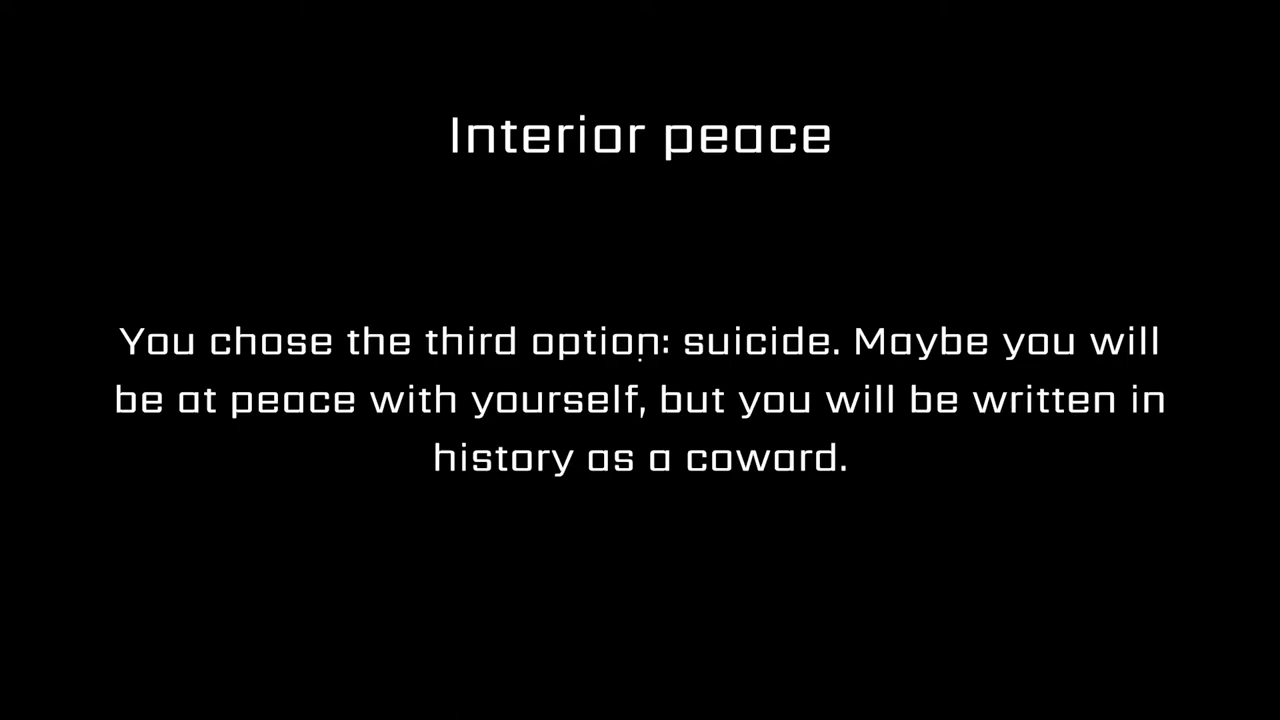 Interior peace
You chose the third option: suicide. Maybe you will
be at peace with yourself, but you will be written in
history as a coward.